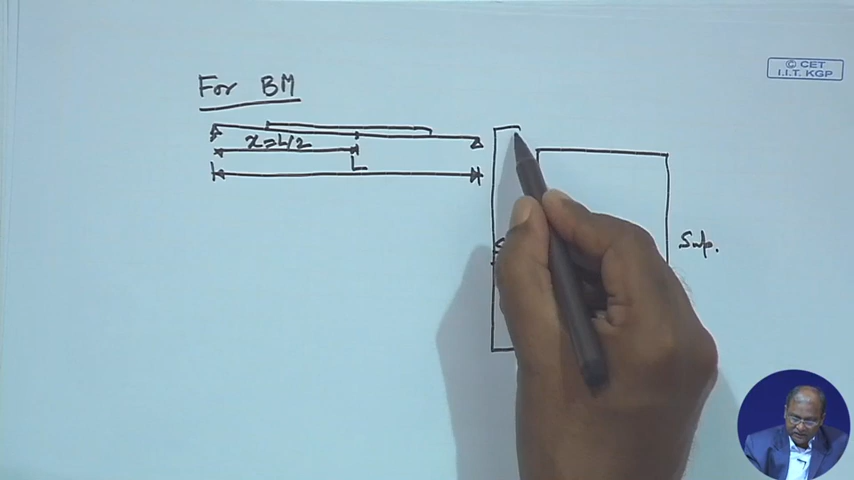 For BM
© CET
I.I.T. KGP
x=L/2
L
Sup.